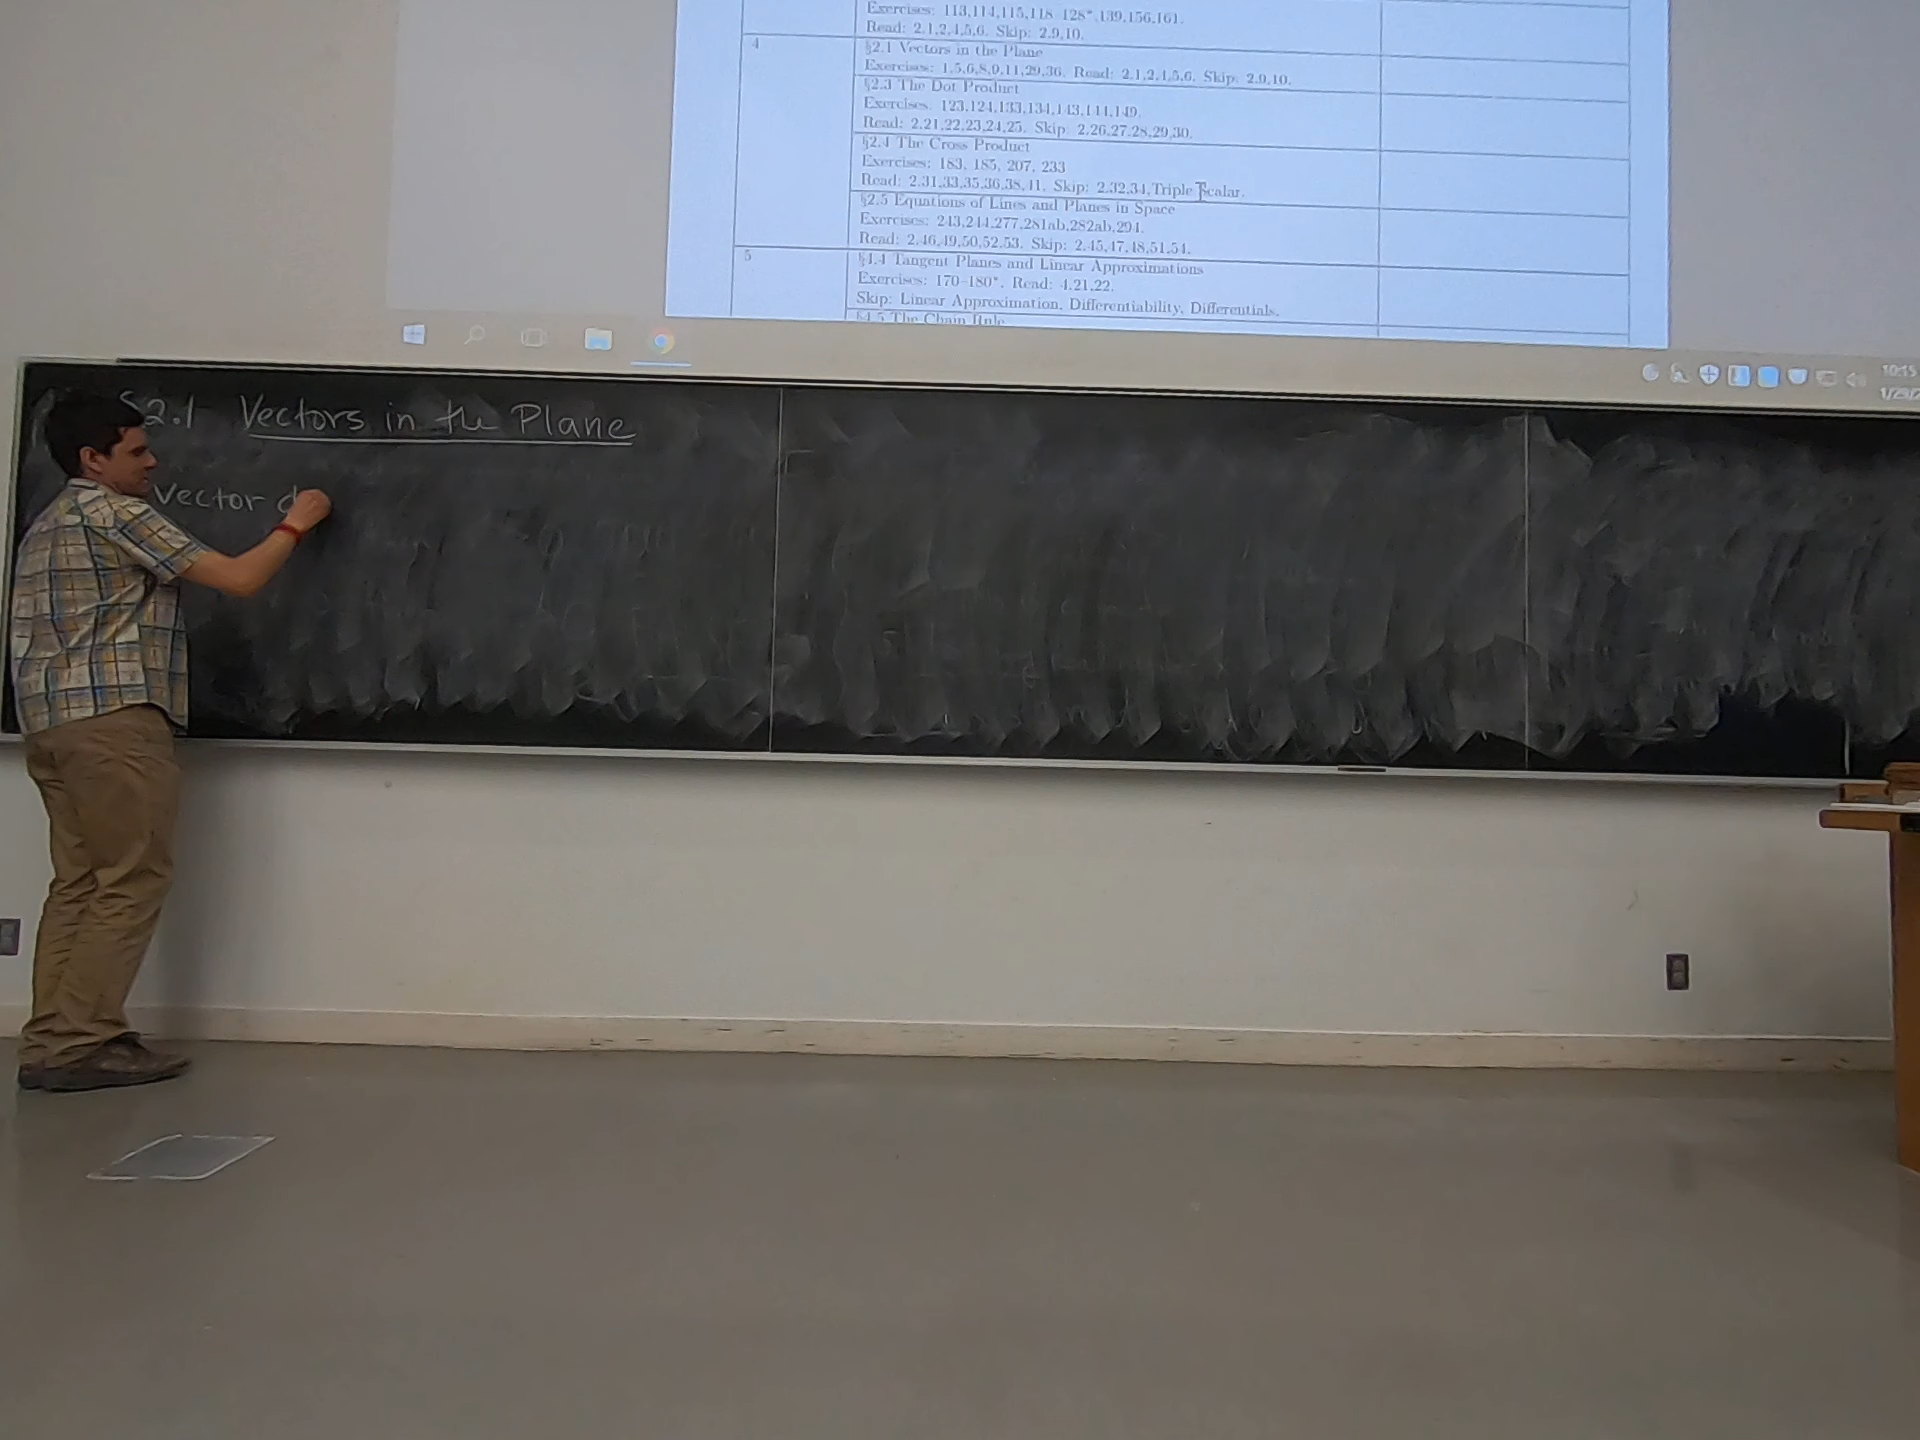 Exercises: 113,114,115,118–128*,139,156,161.
Read: 2.1,2,4,5,6. Skip: 2.9,10.
4
§2.1 Vectors in the Plane
Exercises: 1,5,6,8,9,11,29,36. Read: 2.1,2,4,5,6. Skip: 2.9,10.
§2.3 The Dot Product
Exercises. 123,124,133,134,143,144,149.
Read: 2.21,22,23,24,25. Skip: 2.26,27,28,29,30.
§2.4 The Cross Product
Exercises: 183, 185, 207, 233
Read: 2.31,33,35,36,38,41. Skip: 2.32,34,Triple Scalar.
§2.5 Equations of Lines and Planes in Space
Exercises: 243,244,277,281ab,282ab,294.
Read: 2.46,49,50,52,53. Skip: 2.45,47,48,51,54.
5
§4.4 Tangent Planes and Linear Approximations
Exercises: 170–180*. Read: 4.21,22.
Skip: Linear Approximation, Differentiability, Differentials.
§4.5 The Chain Rule
10:15
§2.1 Vectors in the Plane
Vector d